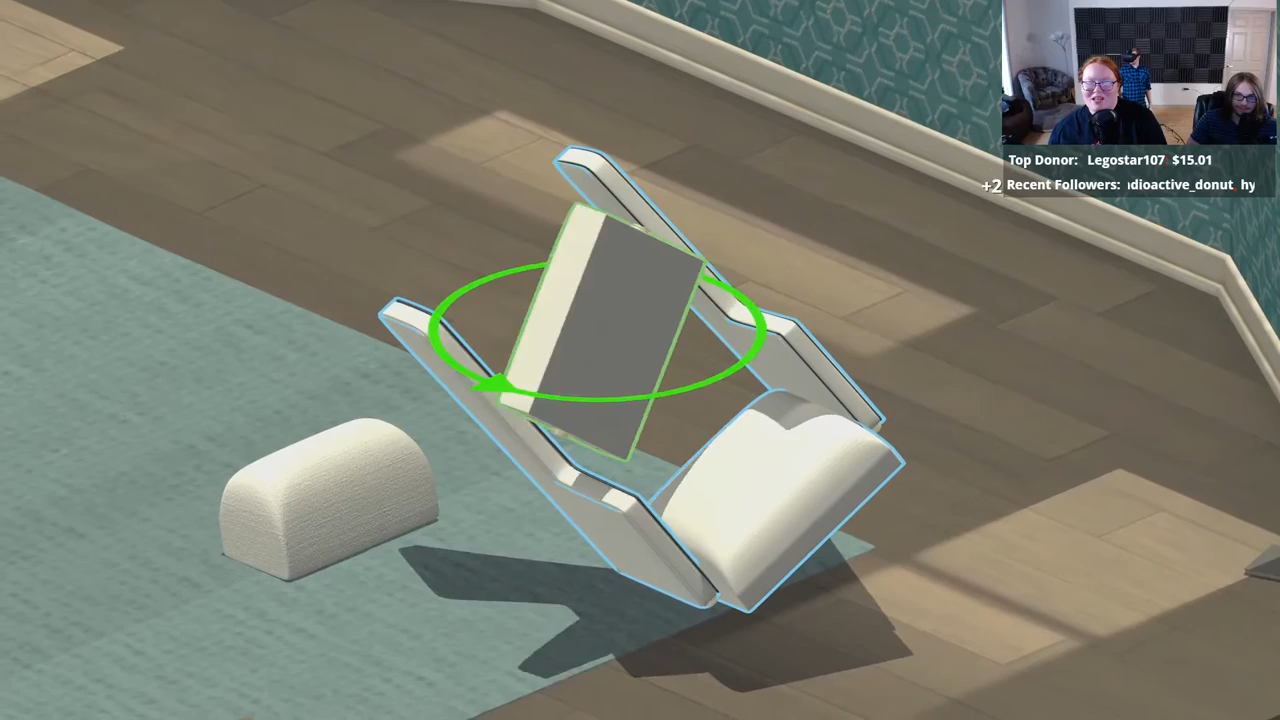 Top Donor: Legostar107 $15.01
+2 Recent Followers: dioactive_donut hy